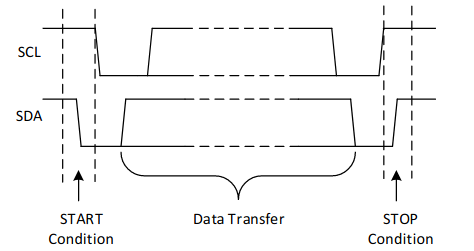 SCL
SDA
START
Condition
Data Transfer
STOP
Condition